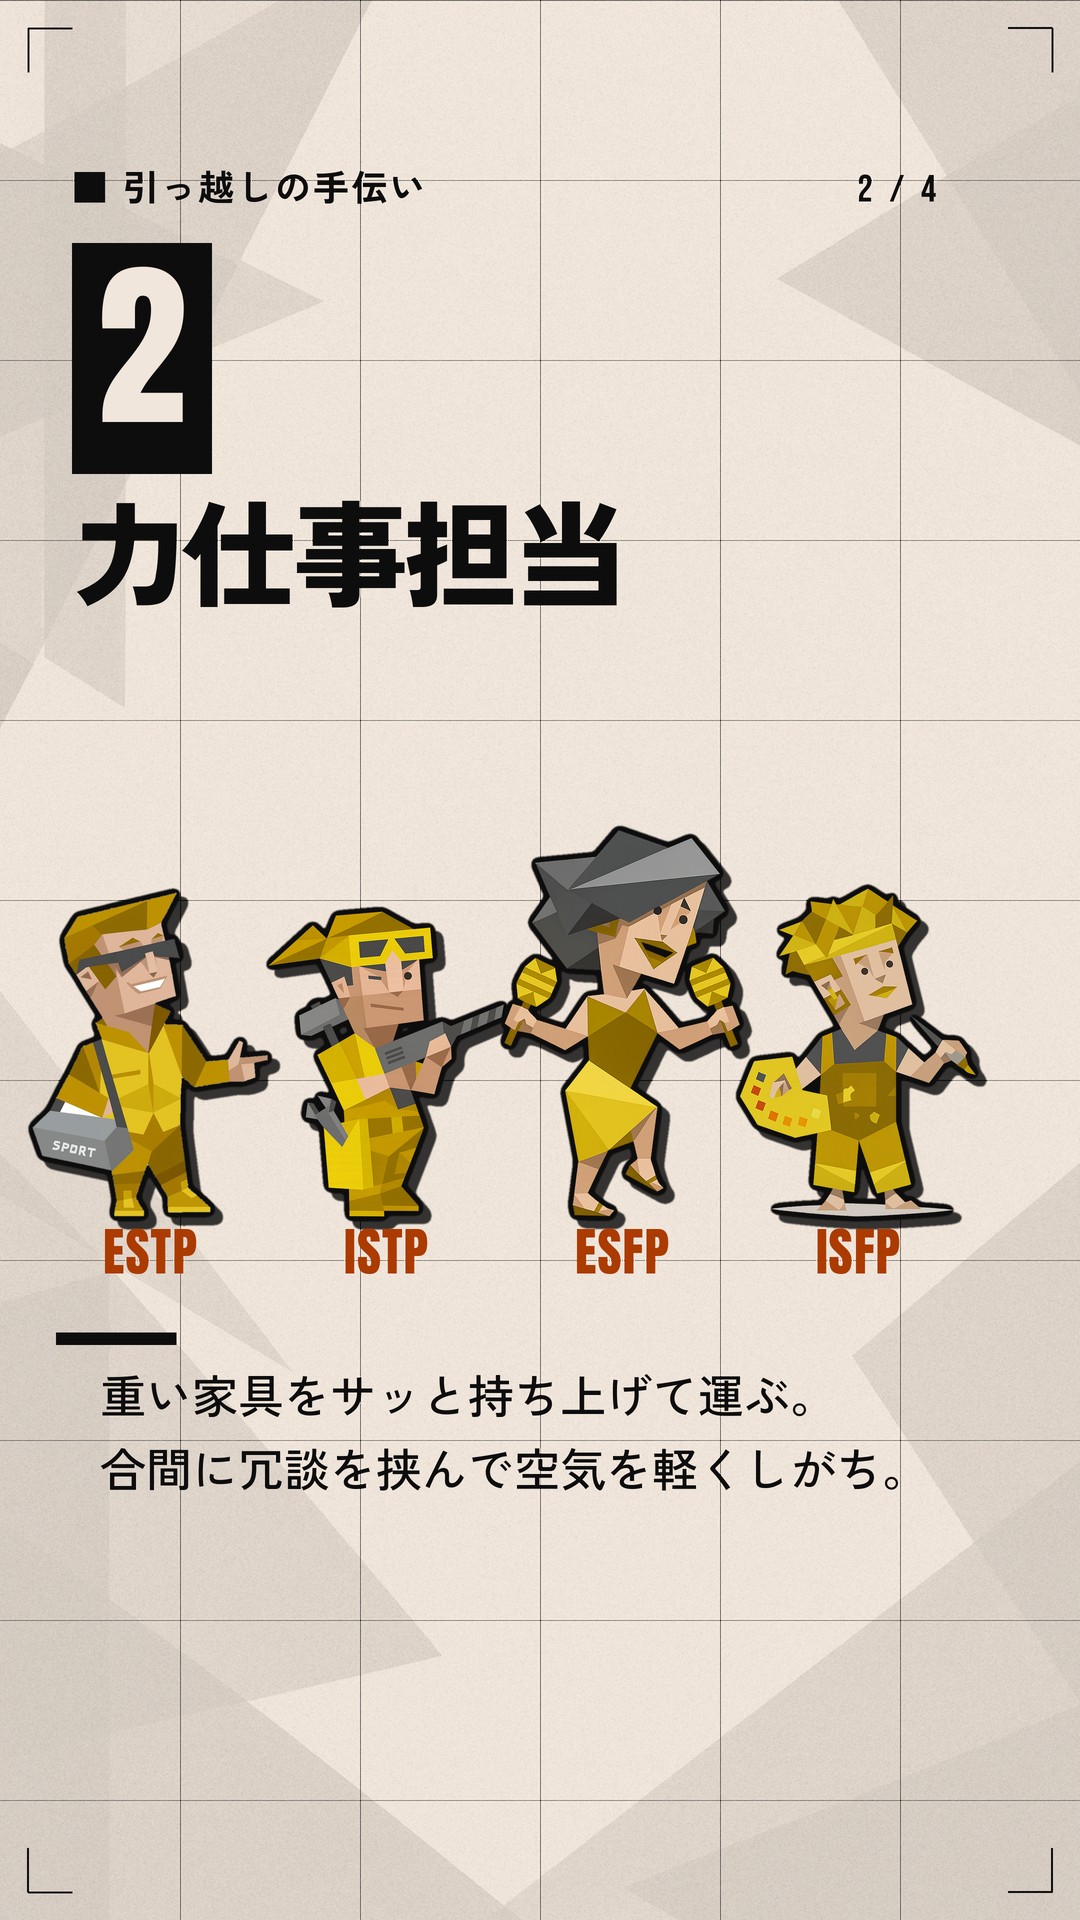 ■ 引っ越しの手伝い
2 / 4
2
力仕事担当
SPORT
ESTP
ISTP
ESFP
ISFP
重い家具をサッと持ち上げて運ぶ。
合間に冗談を挟んで空気を軽くしがち。